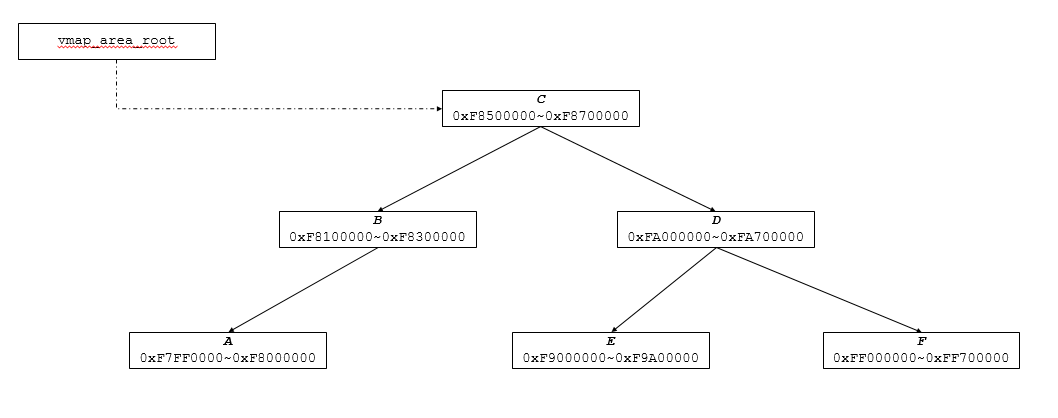 vmap_area_root
C
0xF8500000~0xF8700000
B
0xF8100000~0xF8300000
D
0xFA000000~0xFA700000
A
0xF7FF0000~0xF8000000
E
0xF9000000~0xF9A00000
F
0xFF000000~0xFF700000